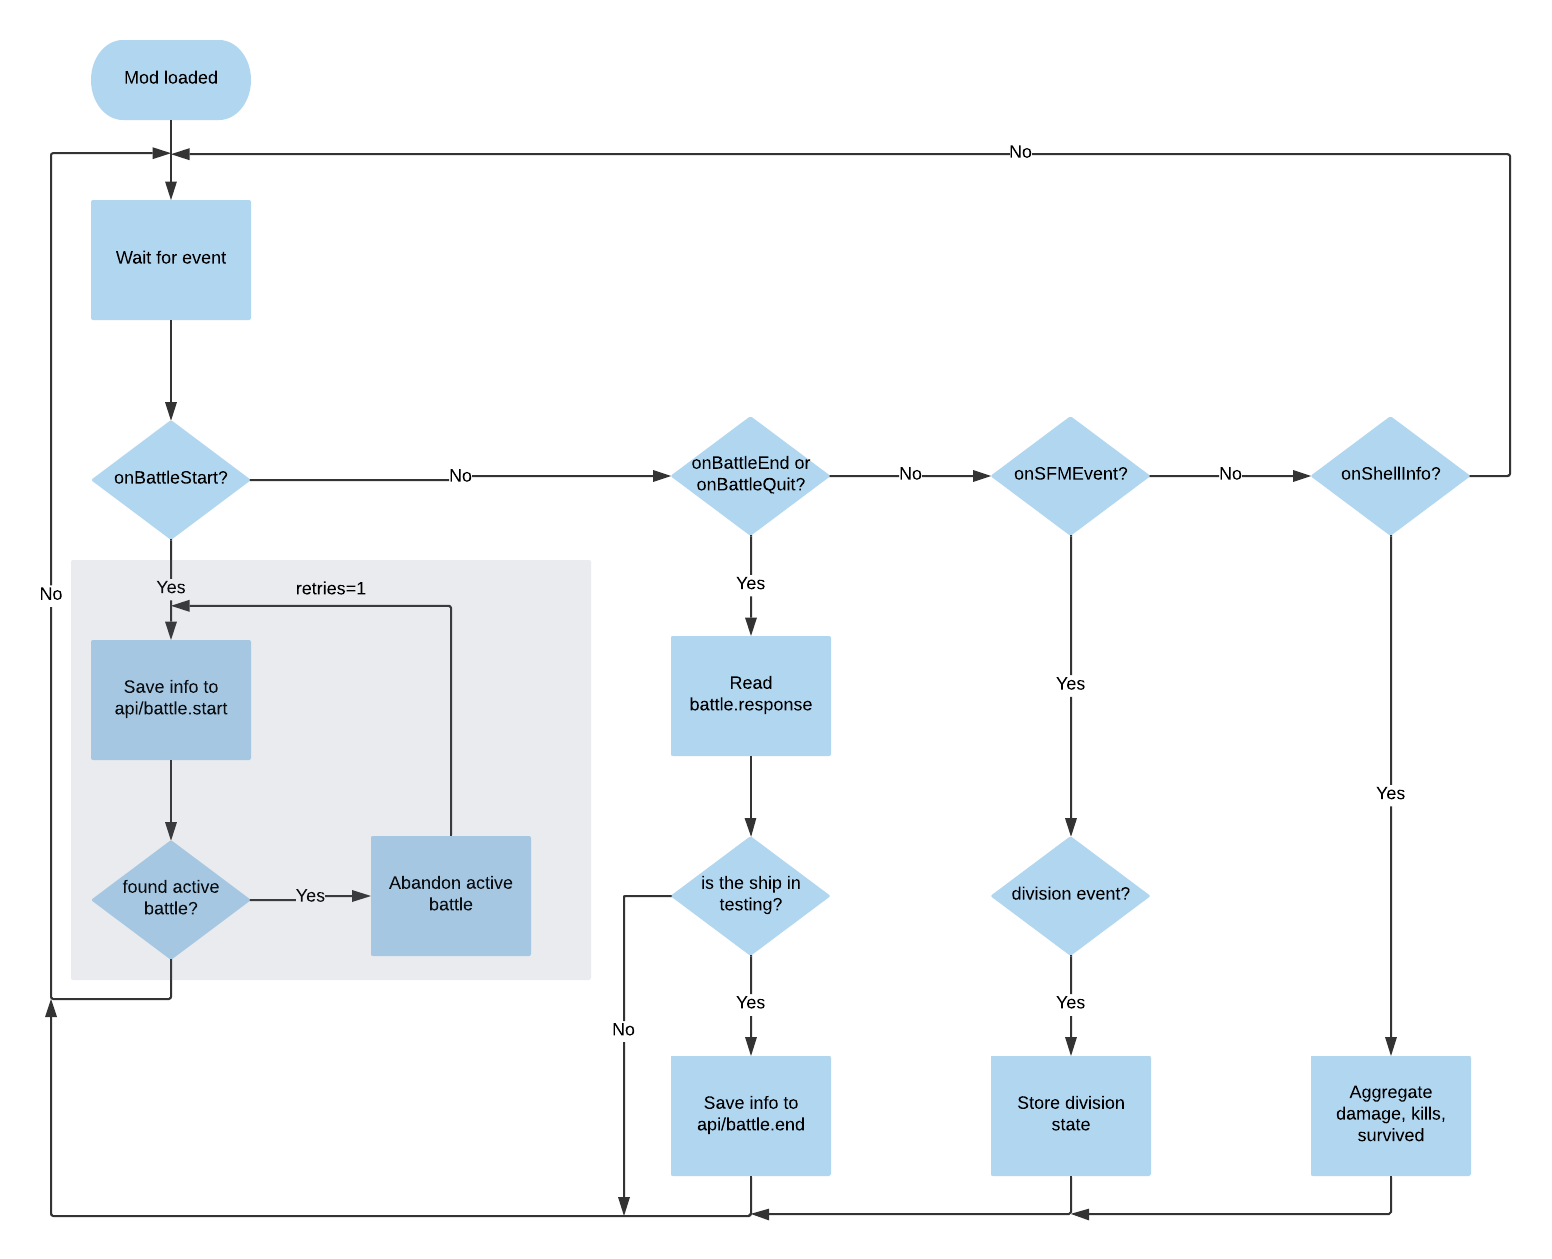 Mod loaded
No
Wait for event
onBattleStart?
No
onBattleEnd or
onBattleQuit?
No
onSFMEvent?
No
onShellInfo?
Yes
retries=1
Yes
No
Save info to
api/battle.start
Read
battle.response
Yes
Yes
found active
battle?
Yes
Abandon active
battle
is the ship in
testing?
division event?
Yes
Yes
No
Save info to
api/battle.end
Store division
state
Aggregate
damage, kills,
survived